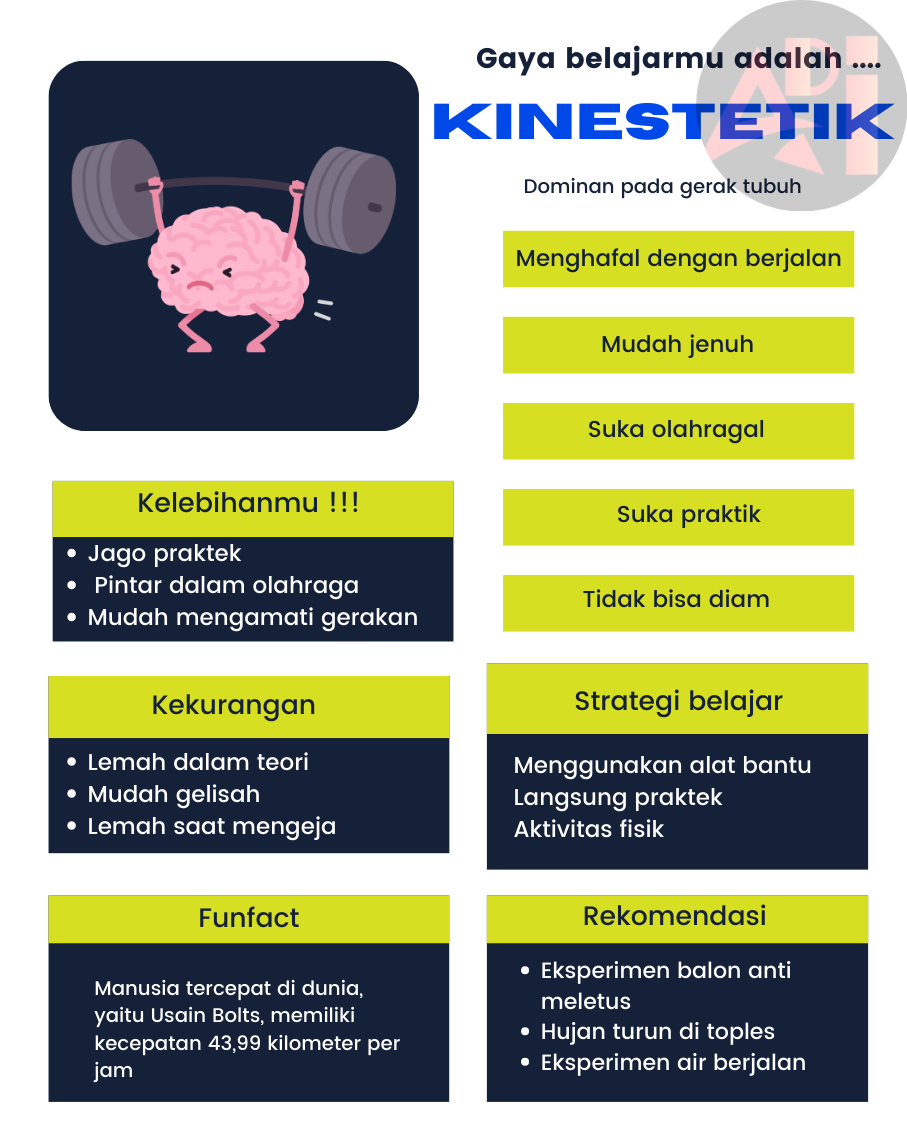 Gaya belajarmu adalah ....
KINESTETIK
Dominan pada gerak tubuh
ADI
Menghafal dengan berjalan
Mudah jenuh
Suka olahragal
Suka praktik
Tidak bisa diam
Kelebihanmu !!!
• Jago praktek
• Pintar dalam olahraga
• Mudah mengamati gerakan
Kekurangan
• Lemah dalam teori
• Mudah gelisah
• Lemah saat mengeja
Strategi belajar
Menggunakan alat bantu
Langsung praktek
Aktivitas fisik
Funfact
Manusia tercepat di dunia,
yaitu Usain Bolts, memiliki
kecepatan 43,99 kilometer per
jam
Rekomendasi
• Eksperimen balon anti
meletus
• Hujan turun di toples
• Eksperimen air berjalan